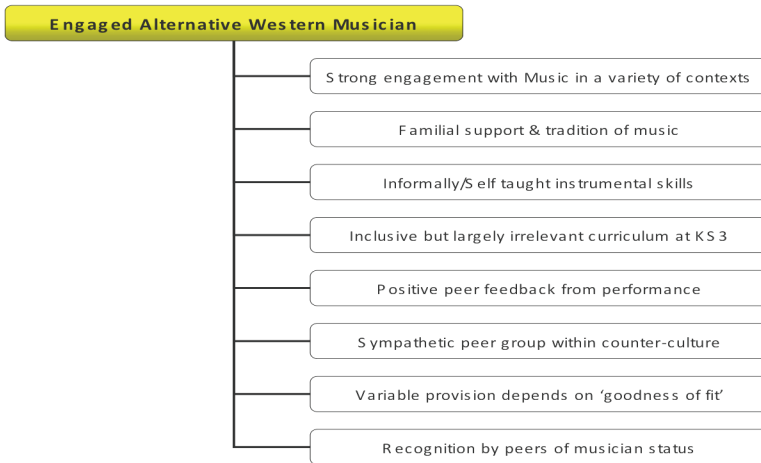 Engaged Alternative Western Musician
Strong engagement with Music in a variety of contexts
Familial support & tradition of music
Informally/Self taught instrumental skills
Inclusive but largely irrelevant curriculum at KS3
Positive peer feedback from performance
Sympathetic peer group within counter-culture
Variable provision depends on ‘goodness of fit’
Recognition by peers of musician status